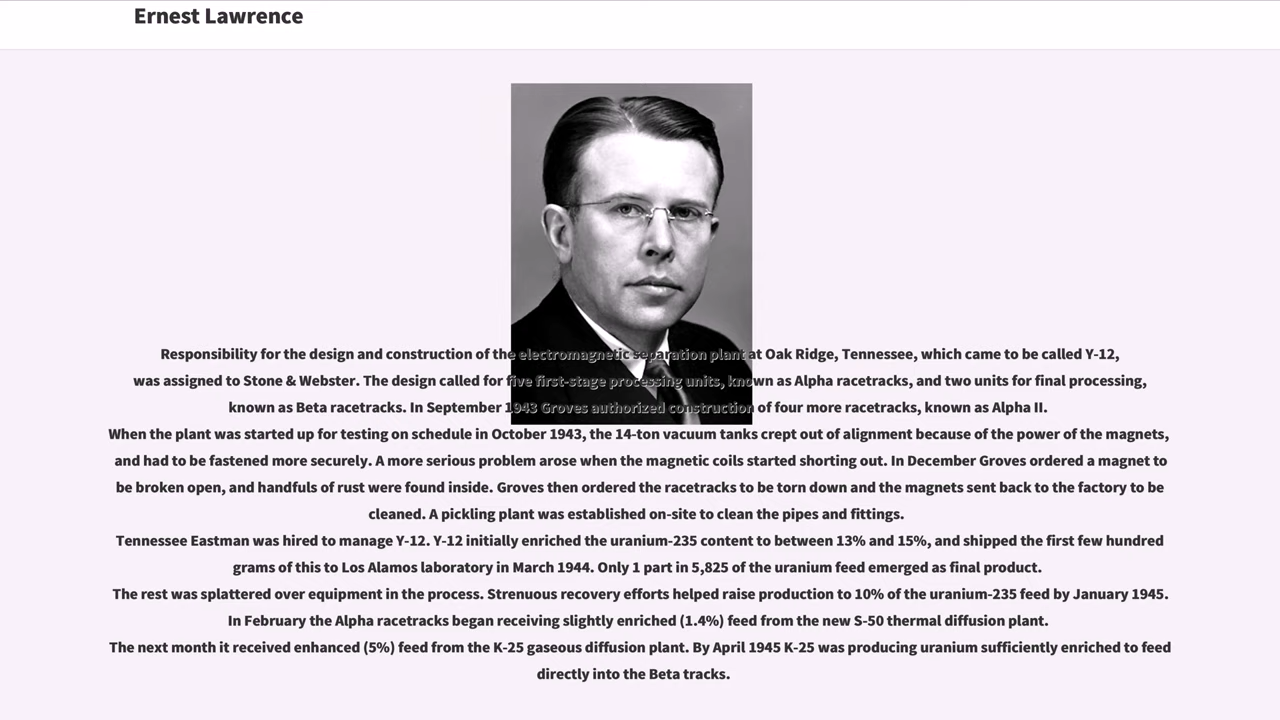 Ernest Lawrence
Responsibility for the design and construction of the electromagnetic separation plant at Oak Ridge, Tennessee, which came to be called Y-12,
was assigned to Stone & Webster. The design called for five first-stage processing units, known as Alpha racetracks, and two units for final processing,
known as Beta racetracks. In September 1943 Groves authorized construction of four more racetracks, known as Alpha II.
When the plant was started up for testing on schedule in October 1943, the 14-ton vacuum tanks crept out of alignment because of the power of the magnets,
and had to be fastened more securely. A more serious problem arose when the magnetic coils started shorting out. In December Groves ordered a magnet to
be broken open, and handfuls of rust were found inside. Groves then ordered the racetracks to be torn down and the magnets sent back to the factory to be
cleaned. A pickling plant was established on-site to clean the pipes and fittings.
Tennessee Eastman was hired to manage Y-12. Y-12 initially enriched the uranium-235 content to between 13% and 15%, and shipped the first few hundred
grams of this to Los Alamos laboratory in March 1944. Only 1 part in 5,825 of the uranium feed emerged as final product.
The rest was splattered over equipment in the process. Strenuous recovery efforts helped raise production to 10% of the uranium-235 feed by January 1945.
In February the Alpha racetracks began receiving slightly enriched (1.4%) feed from the new S-50 thermal diffusion plant.
The next month it received enhanced (5%) feed from the K-25 gaseous diffusion plant. By April 1945 K-25 was producing uranium sufficiently enriched to feed
directly into the Beta tracks.